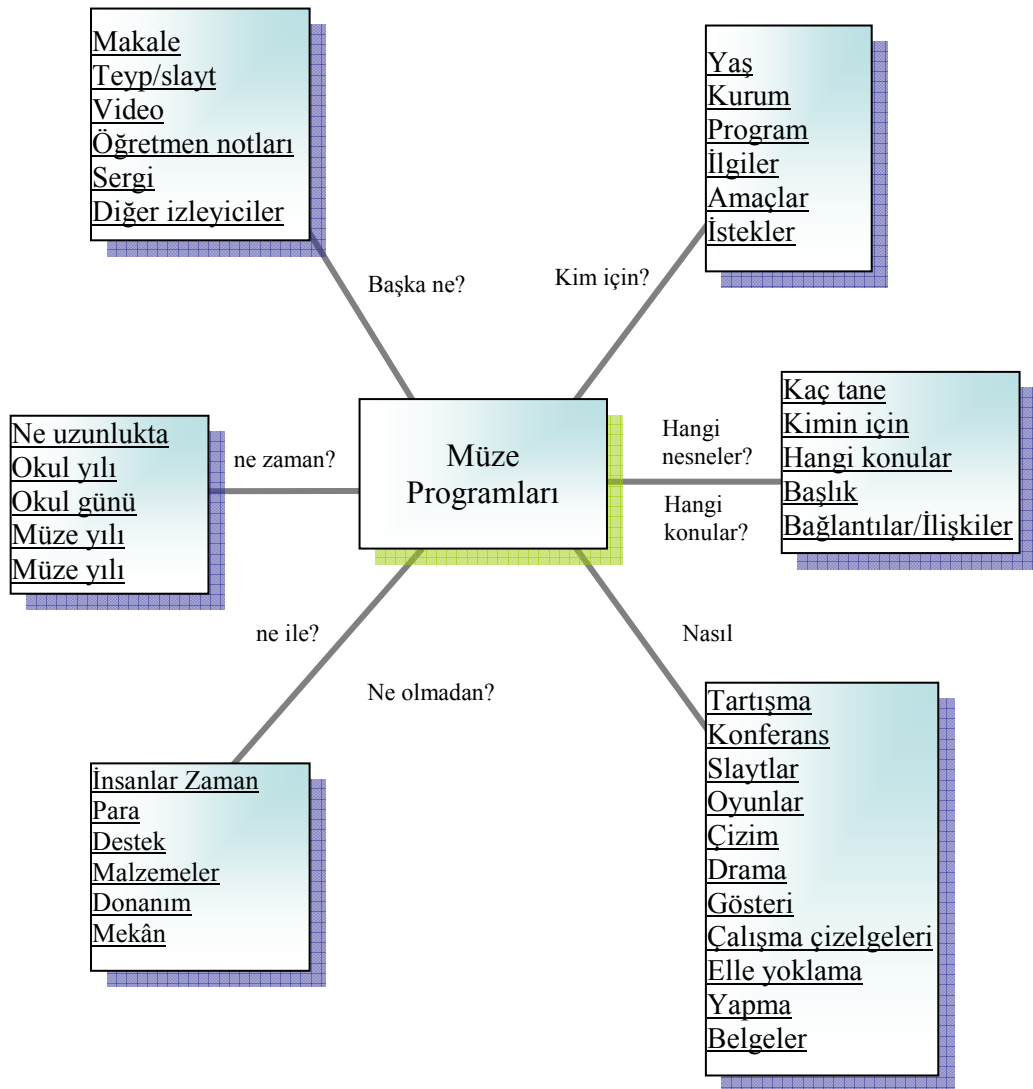 Makale
Teyp/slayt
Video
Öğretmen notları
Sergi
Diğer izleyiciler
Yaş
Kurum
Program
İlgiler
Amaçlar
İstekler
Başka ne?
Kim için?
Ne uzunlukta
Okul yılı
Okul günü
Müze yılı
Müze yılı
ne zaman?
Müze
Programları
Hangi
nesneler?
Hangi
konular?
Kaç tane
Kimin için
Hangi konular
Başlık
Bağlantılar/İlişkiler
ne ile?
Ne olmadan?
Nasıl
İnsanlar Zaman
Para
Destek
Malzemeler
Donanım
Mekân
Tartışma
Konferans
Slaytlar
Oyunlar
Çizim
Drama
Gösteri
Çalışma çizelgeleri
Elle yoklama
Yapma
Belgeler